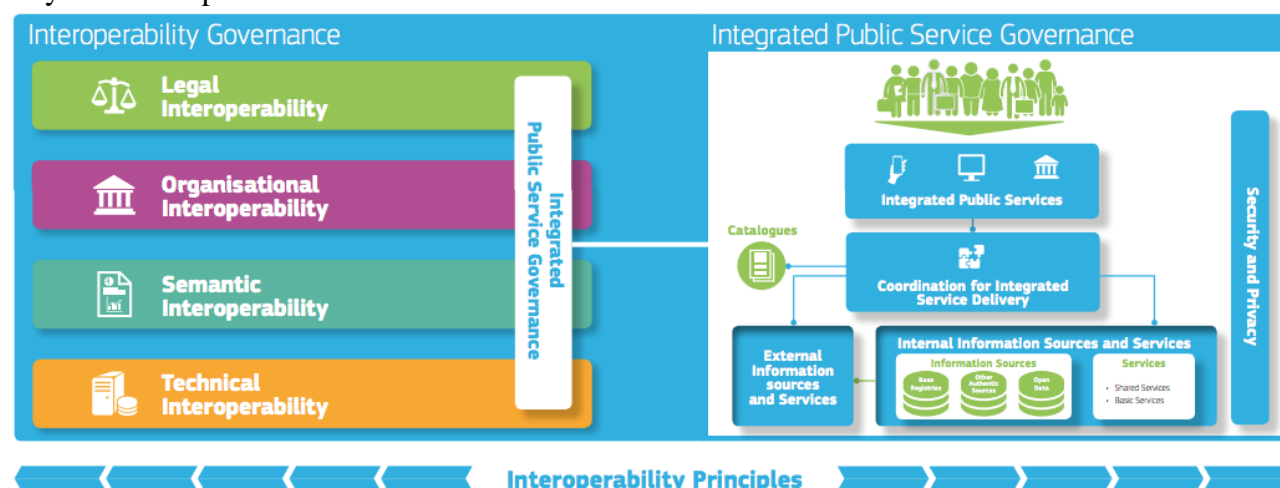 Interoperability Governance
Legal
Interoperability
Organisational
Interoperability
Semantic
Interoperability
Technical
Interoperability
Integrated
Public Service Governance
Integrated Public Service Governance
Integrated Public Services
Catalogues
Coordination for Integrated
Service Delivery
External
Information
sources
and Services
Internal Information Sources and Services
Information Sources
Base
Registries
Other
Authentic
Sources
Open
Data
Services
• Shared Services
• Basic Services
Security and Privacy
Interoperability Principles